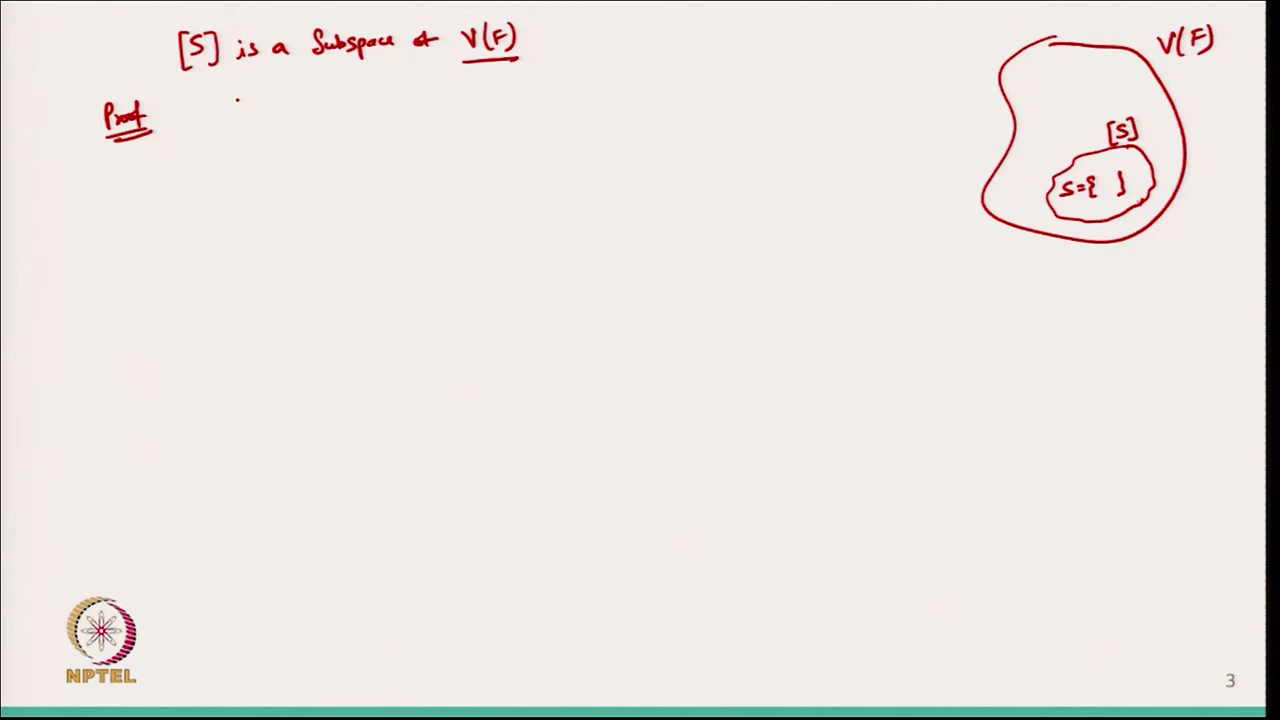 [S] is a Subspace of V(F)
V(F)
Proof
[S]
S={ }
NPTEL
3